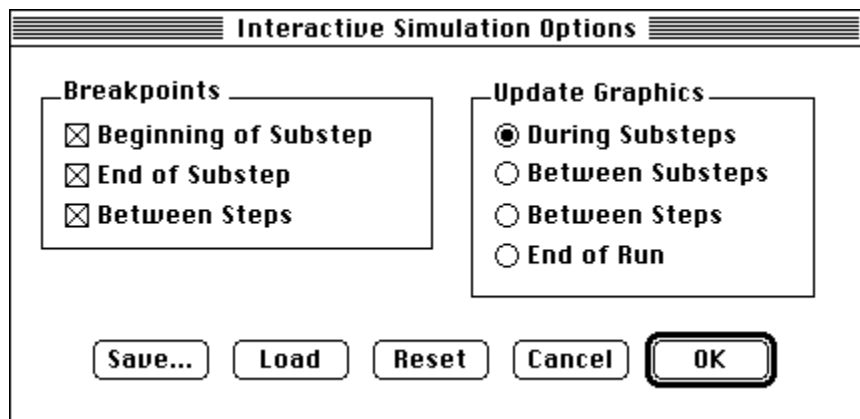 Interactive Simulation Options
Breakpoints
Beginning of Substep
End of Substep
Between Steps
Update Graphics
During Substeps
Between Substeps
Between Steps
End of Run
Save... Load Reset Cancel OK